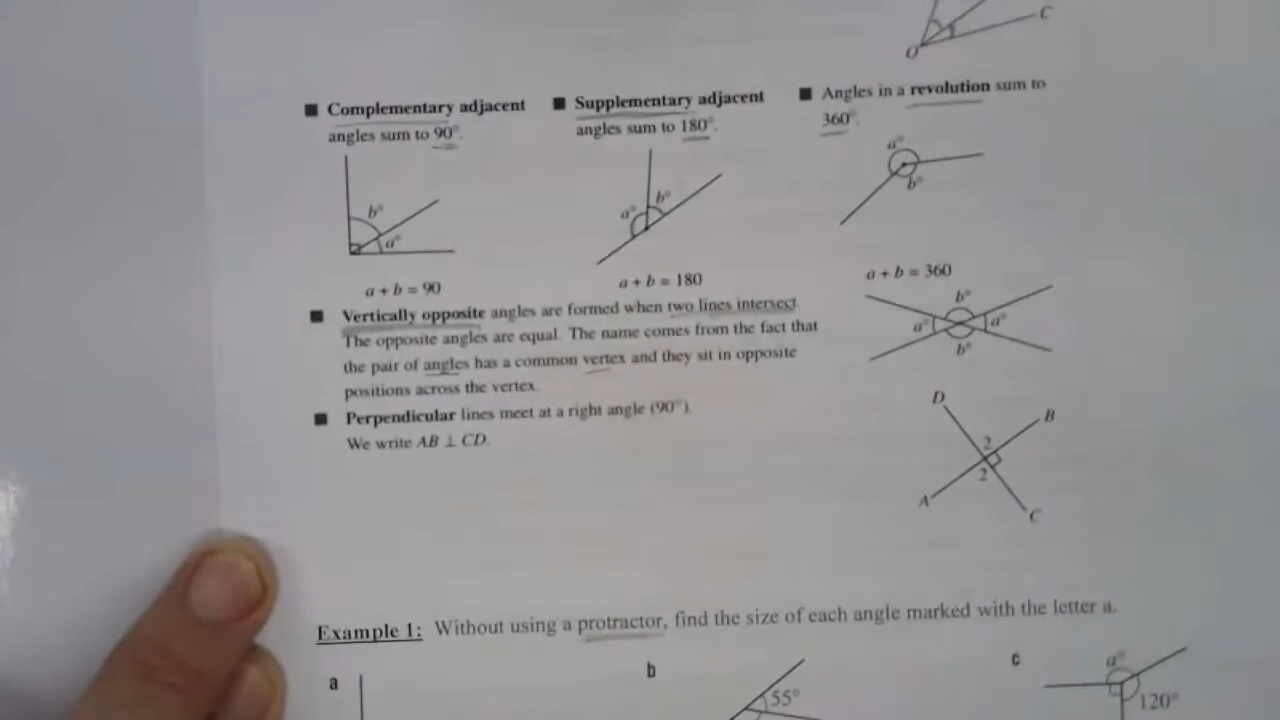 C
O
■ Complementary adjacent
angles sum to 90°.
■ Supplementary adjacent
angles sum to 180°.
■ Angles in a revolution sum to
360°.
b°
a°
a + b = 90
a°
b°
a + b = 180
a°
b°
a + b = 360
■ Vertically opposite angles are formed when two lines intersect.
The opposite angles are equal. The name comes from the fact that
the pair of angles has a common vertex and they sit in opposite
positions across the vertex.
b°
a°
a°
b°
■ Perpendicular lines meet at a right angle (90°).
We write AB ⊥ CD.
D
B
2
2
A
C
Example 1: Without using a protractor, find the size of each angle marked with the letter a.
a
b
55°
c
a°
120°